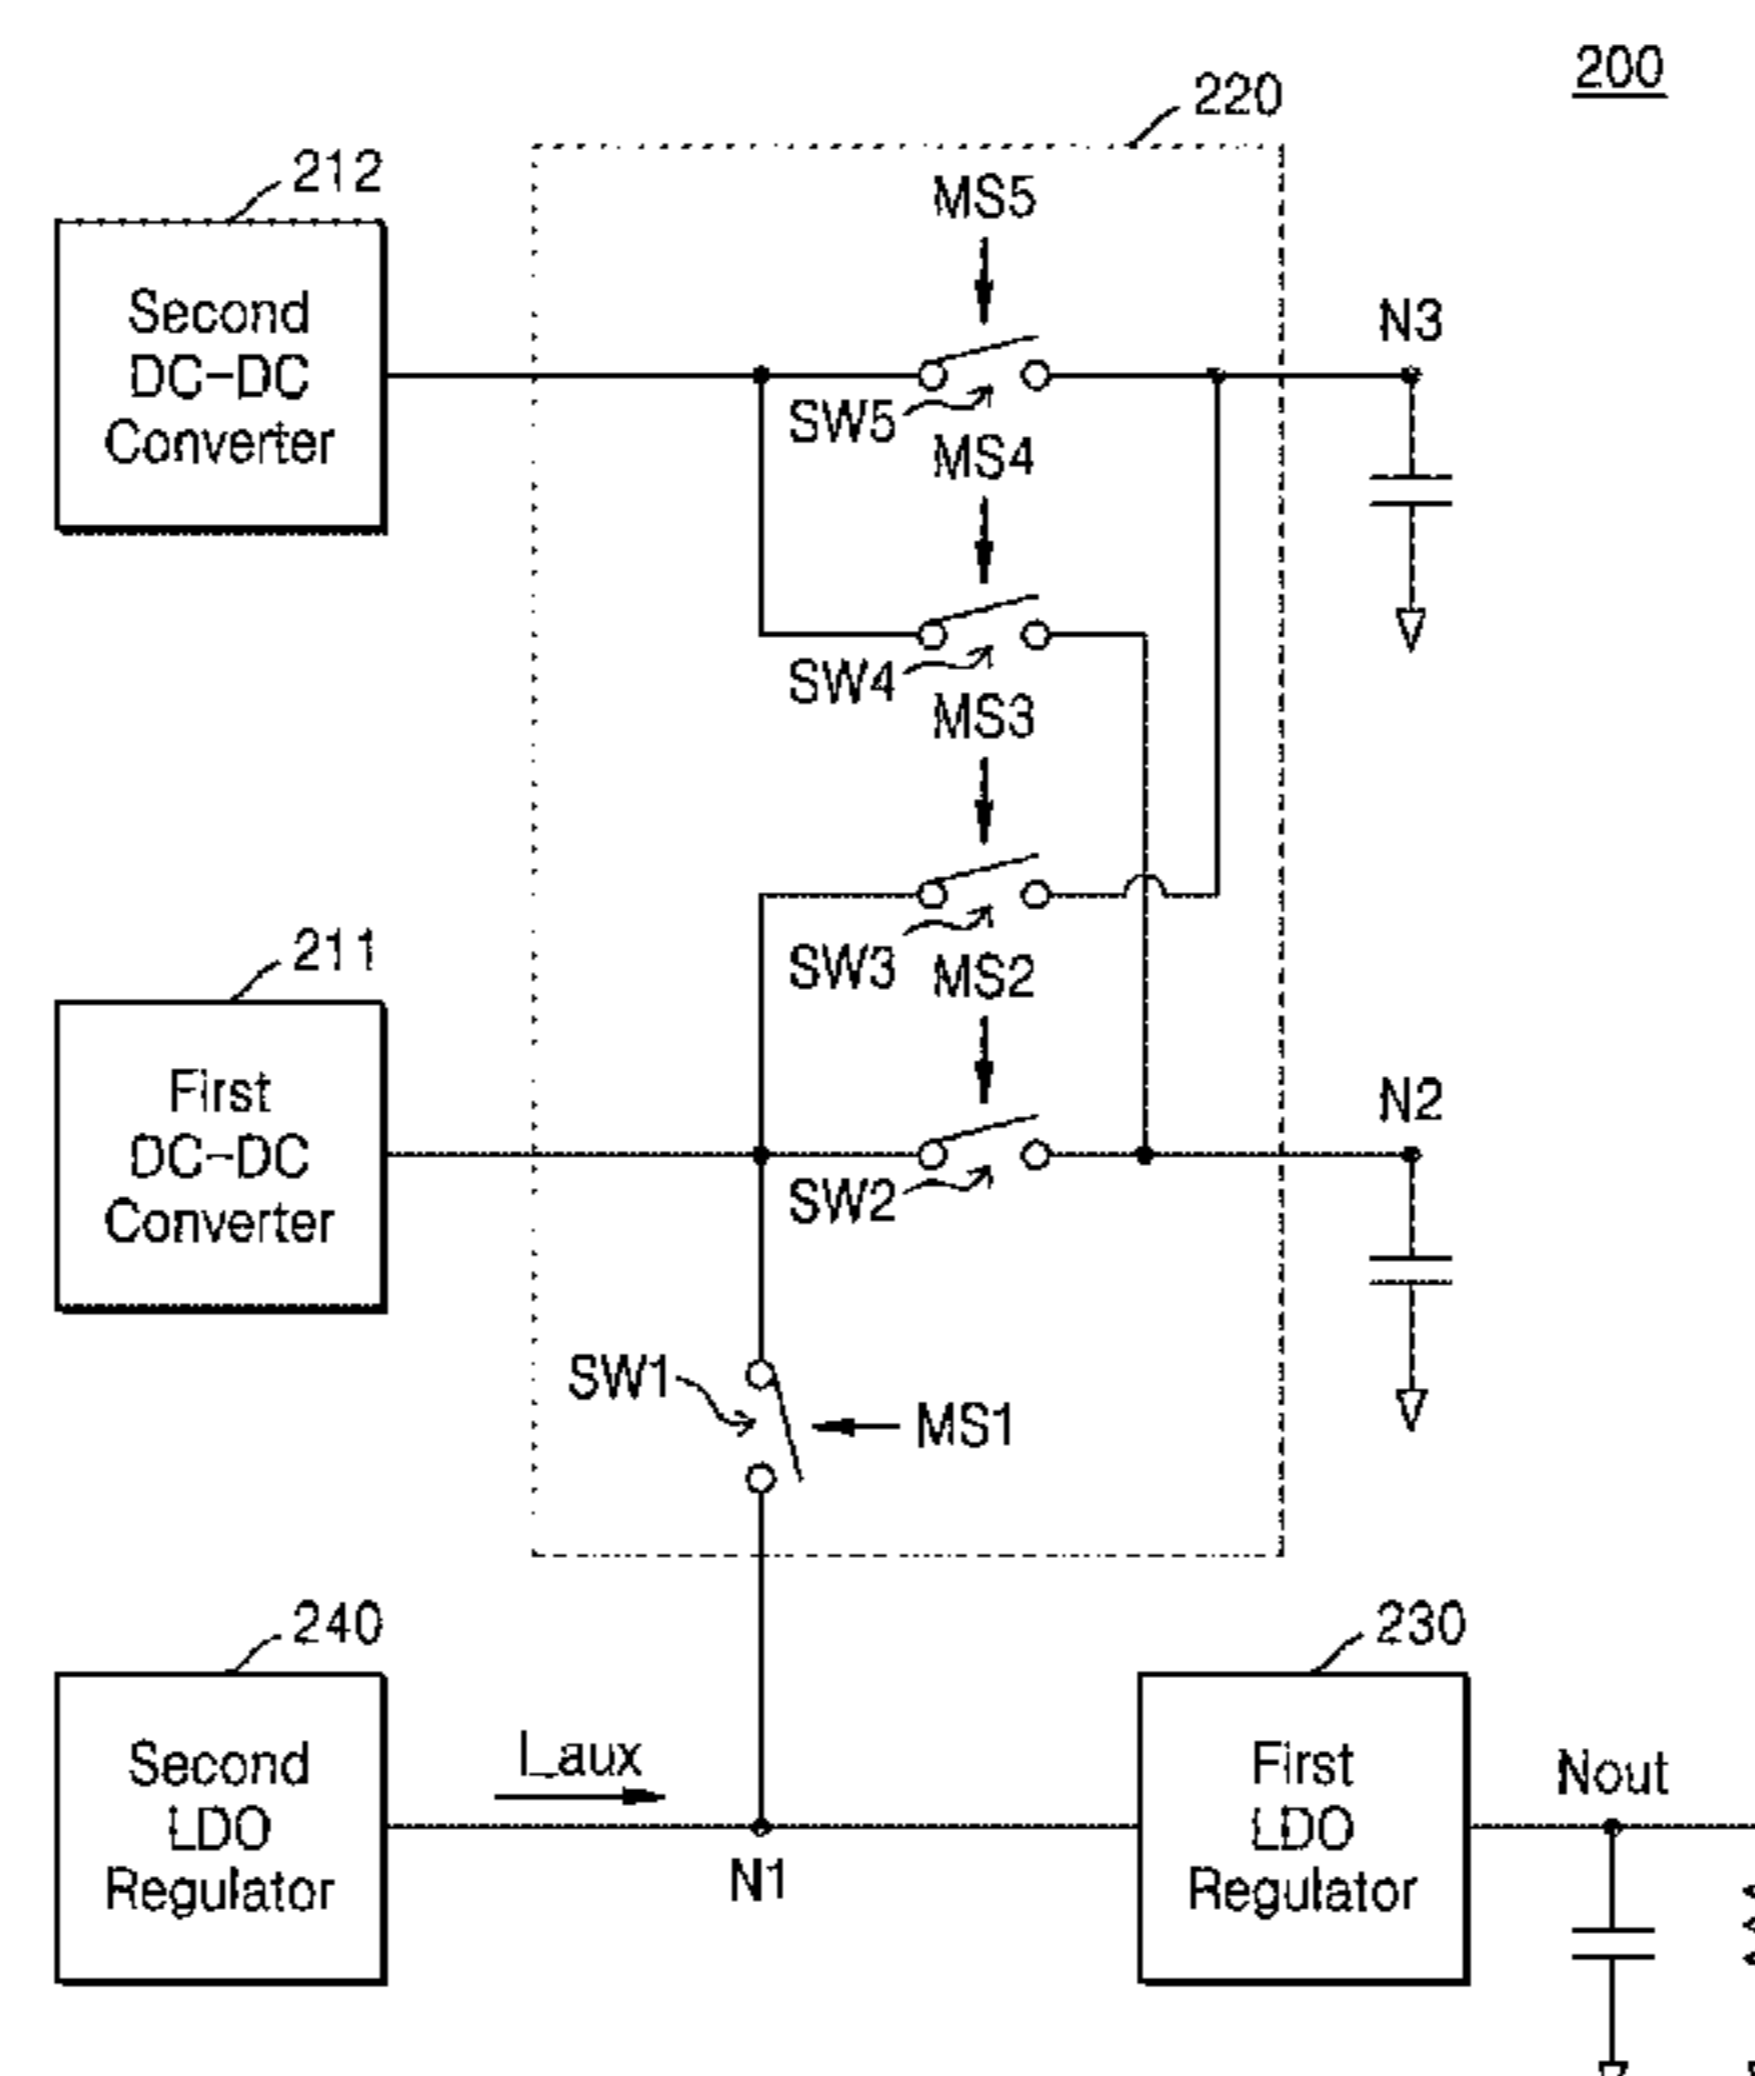 200
220
212
MS5
Second
DC-DC
Converter
N3
SW5
MS4
SW4
MS3
211
SW3
MS2
First
DC-DC
Converter
N2
SW2
SW1
MS1
240
230
Second
LDO
Regulator
I_aux
N1
First
LDO
Regulator
Nout